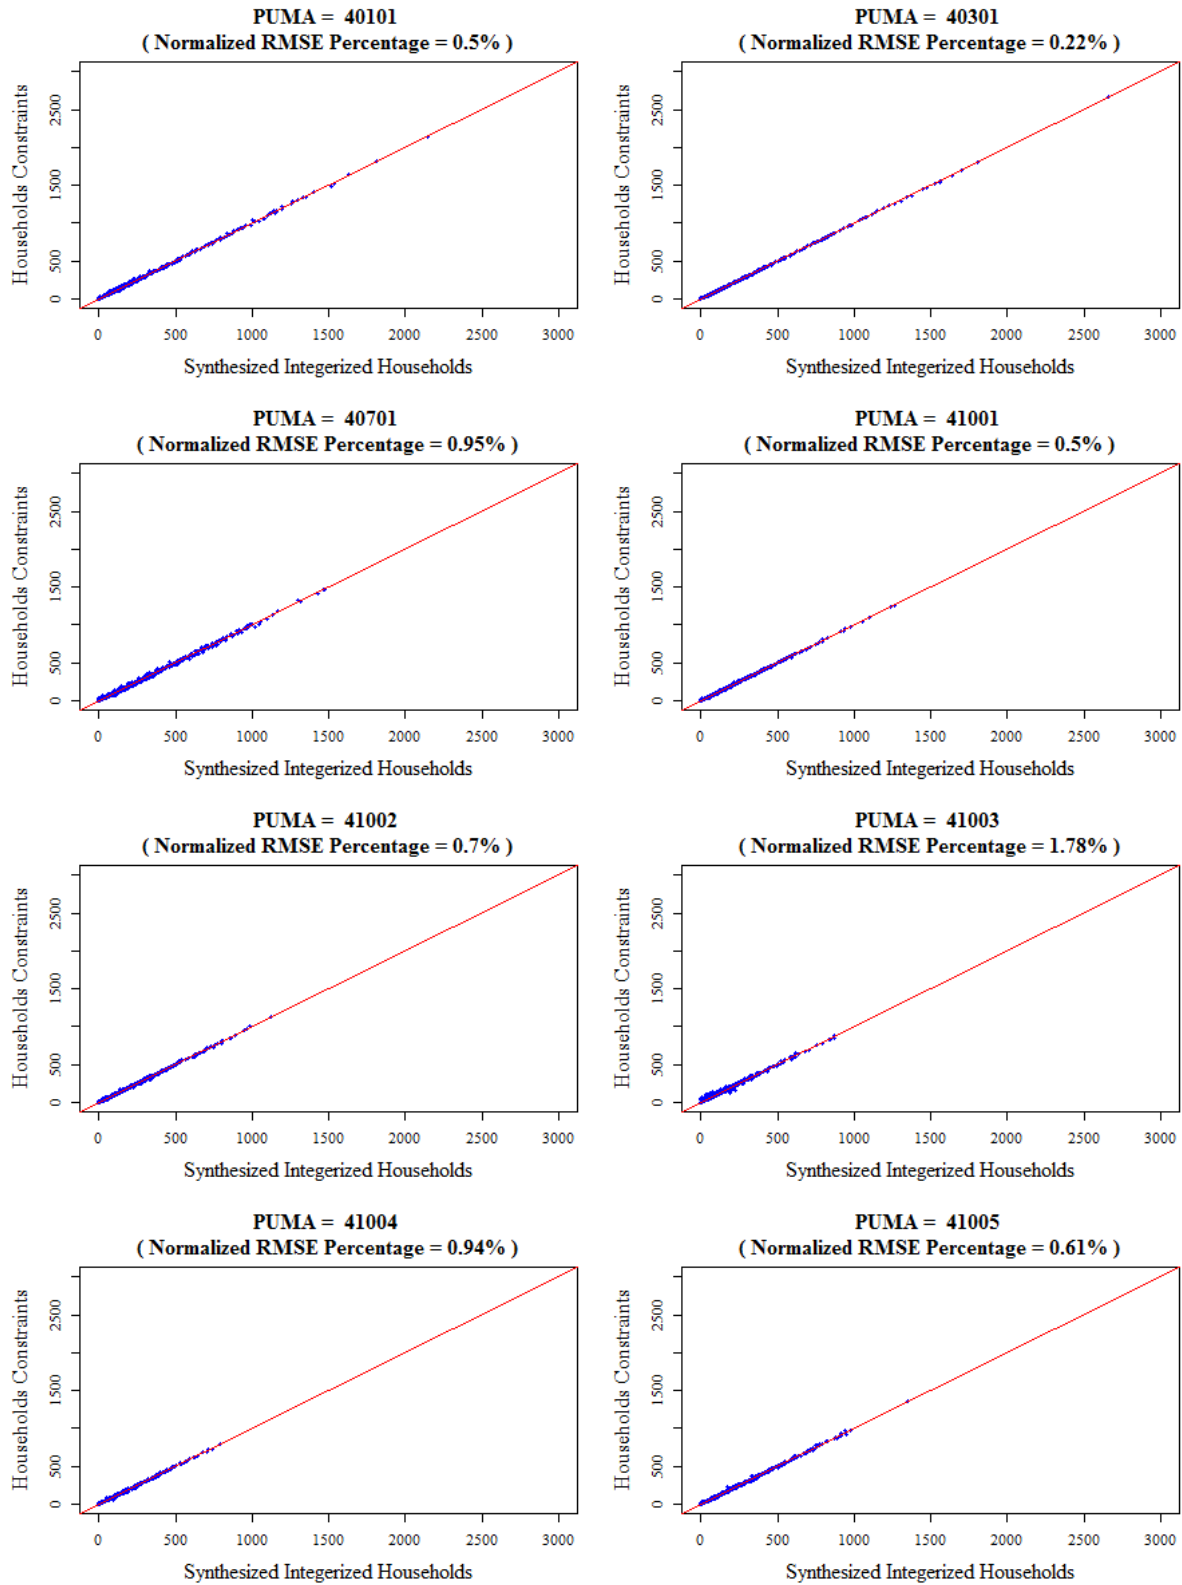 PUMA = 40101
( Normalized RMSE Percentage = 0.5% )
Households Constraints
2500
1500
500
0
0 500 1000 1500 2000 2500 3000
Synthesized Integerized Households
PUMA = 40301
( Normalized RMSE Percentage = 0.22% )
Households Constraints
2500
1500
500
0
0 500 1000 1500 2000 2500 3000
Synthesized Integerized Households
PUMA = 40701
( Normalized RMSE Percentage = 0.95% )
Households Constraints
2500
1500
500
0
0 500 1000 1500 2000 2500 3000
Synthesized Integerized Households
PUMA = 41001
( Normalized RMSE Percentage = 0.5% )
Households Constraints
2500
1500
500
0
0 500 1000 1500 2000 2500 3000
Synthesized Integerized Households
PUMA = 41002
( Normalized RMSE Percentage = 0.7% )
Households Constraints
2500
1500
500
0
0 500 1000 1500 2000 2500 3000
Synthesized Integerized Households
PUMA = 41003
( Normalized RMSE Percentage = 1.78% )
Households Constraints
2500
1500
500
0
0 500 1000 1500 2000 2500 3000
Synthesized Integerized Households
PUMA = 41004
( Normalized RMSE Percentage = 0.94% )
Households Constraints
2500
1500
500
0
0 500 1000 1500 2000 2500 3000
Synthesized Integerized Households
PUMA = 41005
( Normalized RMSE Percentage = 0.61% )
Households Constraints
2500
1500
500
0
0 500 1000 1500 2000 2500 3000
Synthesized Integerized Households